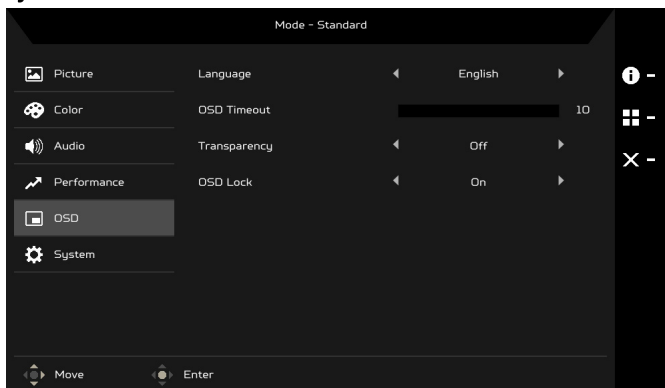 Mode - Standard
Picture
Language English
Color
OSD Timeout 10
Audio
Transparency Off
Performance
OSD Lock On
OSD
System
Move Enter